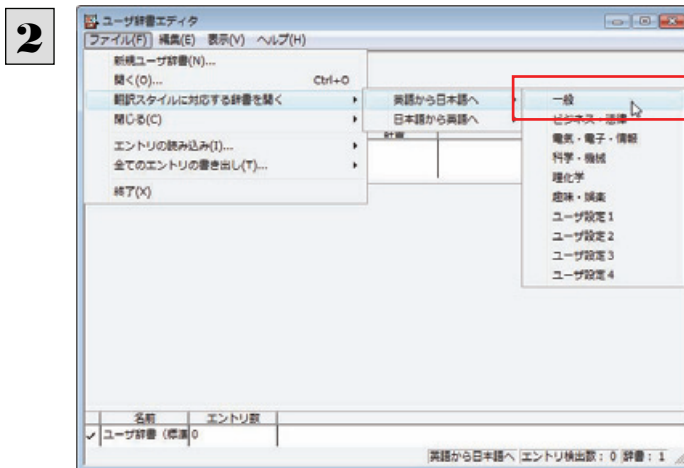 2
ユーザ辞書エディタ
ファイル(F) 編集(E) 表示(V) ヘルプ(H)
新規ユーザ辞書(N)...
開く(O)... Ctrl+O
翻訳スタイルに対応する辞書を開く
閉じる(C)
エントリの読み込み(I)...
全てのエントリの書き出し(T)...
終了(X)
英語から日本語へ
日本語から英語へ
一般
ビジネス・法律
電気・電子・情報
科学・機械
理化学
趣味・娯楽
ユーザ設定1
ユーザ設定2
ユーザ設定3
ユーザ設定4
名前 エントリ数
ユーザ辞書（標準 0
英語から日本語へ エントリ検出数: 0 辞書: 1